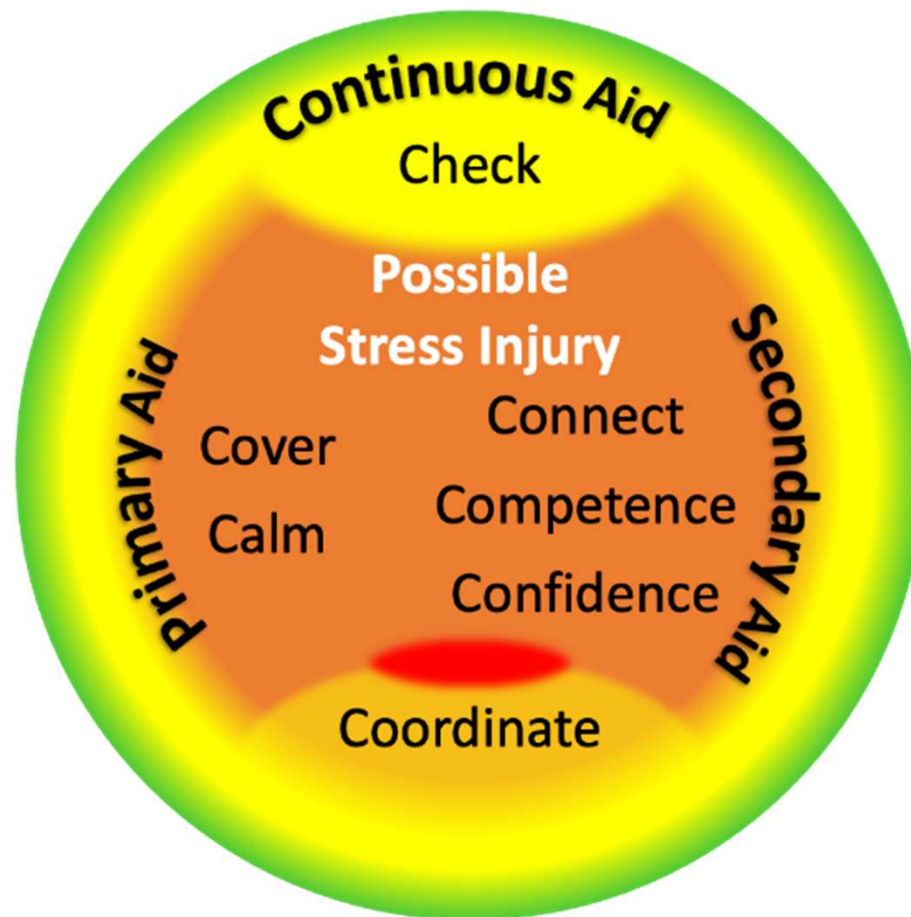 Continuous Aid
Check
Possible
Stress Injury
Primary Aid
Cover
Calm
Connect
Competence
Confidence
Secondary Aid
Coordinate